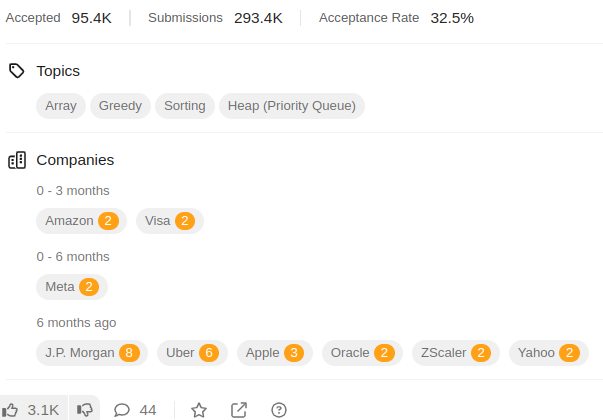 Accepted 95.4K Submissions 293.4K Acceptance Rate 32.5%
Topics
Array Greedy Sorting Heap (Priority Queue)
Companies
0 - 3 months
Amazon 2 Visa 2
0 - 6 months
Meta 2
6 months ago
J.P. Morgan 8 Uber 6 Apple 3 Oracle 2 ZScaler 2 Yahoo 2
3.1K 44